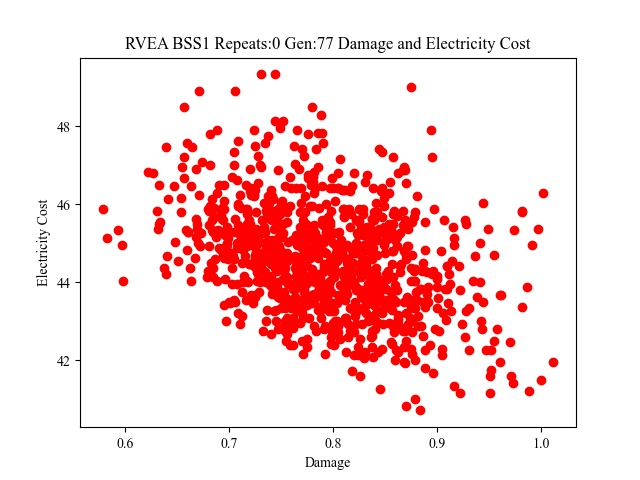 RVEA BSS1 Repeats:0 Gen:77 Damage and Electricity Cost
48
46
44
42
Electricity Cost
0.6 0.7 0.8 0.9 1.0
Damage